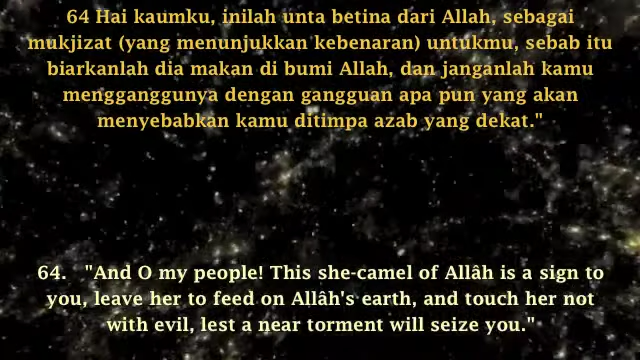 64 Hai kaumku, inilah unta betina dari Allah, sebagai
mukjizat (yang menunjukkan kebenaran) untukmu, sebab itu
biarkanlah dia makan di bumi Allah, dan janganlah kamu
mengganggunya dengan gangguan apa pun yang akan
menyebabkan kamu ditimpa azab yang dekat."
64.   "And O my people! This she-camel of Allâh is a sign to
you, leave her to feed on Allâh's earth, and touch her not
with evil, lest a near torment will seize you."